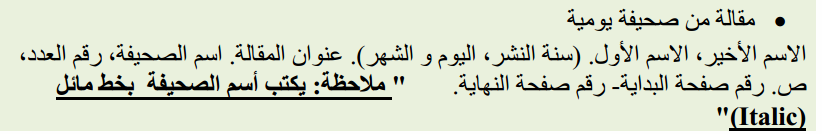 • مقالة من صحيفة يومية
الاسم الأخير، الاسم الأول. (سنة النشر، اليوم و الشهر). عنوان المقالة. اسم الصحيفة، رقم العدد،
ص. رقم صفحة البداية- رقم صفحة النهاية. " ملاحظة: يكتب أسم الصحيفة بخط مائل
(Italic)"